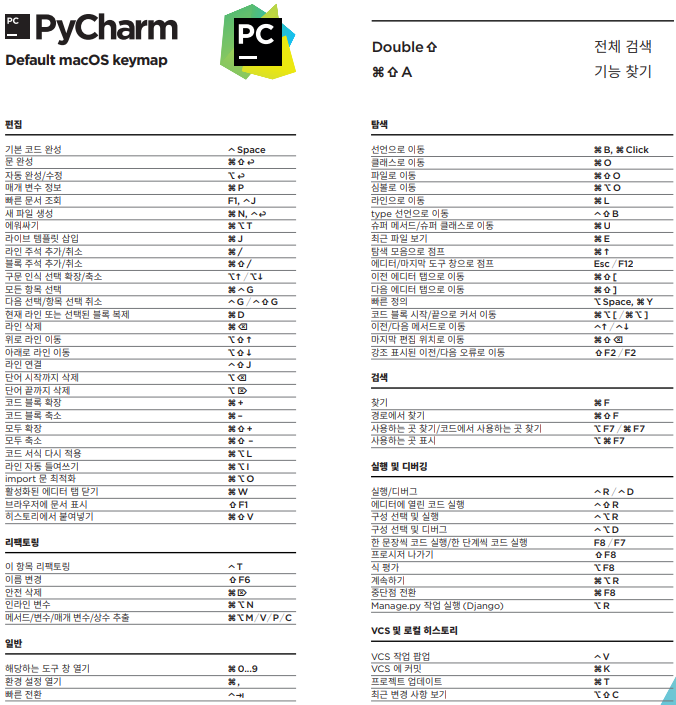 PC PyCharm
Default macOS keymap
PC
Double⇧ 전체 검색
⌘⇧A 기능 찾기
편집
기본 코드 완성 ⌃Space
문 완성 ⌘⇧⏎
자동 완성/수정 ⌥⏎
매개 변수 정보 ⌘P
빠른 문서 조회 F1, ⌃J
새 파일 생성 ⌘N, ⌃⏎
에워싸기 ⌘⌥T
라이브 템플릿 삽입 ⌘J
라인 주석 추가/취소 ⌘/
블록 주석 추가/취소 ⌘⇧/
구문 인식 선택 확장/축소 ⌥↑/⌥↓
모든 항목 선택 ⌘⌃G
다음 선택/항목 선택 취소 ⌃G/⌃⇧G
현재 라인 또는 선택된 블록 복제 ⌘D
라인 삭제 ⌘⌫
위로 라인 이동 ⌥⇧↑
아래로 라인 이동 ⌥⇧↓
라인 연결 ⌃⇧J
단어 시작까지 삭제 ⌥⌫
단어 끝까지 삭제 ⌥⌦
코드 블록 확장 ⌘+
코드 블록 축소 ⌘-
모두 확장 ⌘⇧+
모두 축소 ⌘⇧-
코드 서식 다시 적용 ⌘⌥L
라인 자동 들여쓰기 ⌘⌥I
import 문 최적화 ⌘⌥O
활성화된 에디터 탭 닫기 ⌘W
브라우저에 문서 표시 ⇧F1
히스토리에서 붙여넣기 ⌘⇧V
리팩토링
이 항목 리팩토링 ⌃T
이름 변경 ⇧F6
안전 삭제 ⌘⌦
인라인 변수 ⌘⌥N
메서드/변수/매개 변수/상수 추출 ⌘⌥M/V/P/C
일반
해당하는 도구 창 열기 ⌘0...9
환경 설정 열기 ⌘,
빠른 전환 ⌃⇥
탐색
선언으로 이동 ⌘B, ⌘Click
클래스로 이동 ⌘O
파일로 이동 ⌘⇧O
심볼로 이동 ⌘⌥O
라인으로 이동 ⌘L
type 선언으로 이동 ⌃⇧B
슈퍼 메서드/슈퍼 클래스로 이동 ⌘U
최근 파일 보기 ⌘E
탐색 모음으로 점프 ⌘↑
에디터/마지막 도구 창으로 점프 Esc/F12
이전 에디터 탭으로 이동 ⌘⇧[
다음 에디터 탭으로 이동 ⌘⇧]
빠른 정의 ⌥Space, ⌘Y
코드 블록 시작/끝으로 커서 이동 ⌘⌥[/⌘⌥]
이전/다음 메서드로 이동 ⌃↑/⌃↓
마지막 편집 위치로 이동 ⌘⇧⌫
강조 표시된 이전/다음 오류로 이동 ⇧F2/F2
검색
찾기 ⌘F
경로에서 찾기 ⌘⇧F
사용하는 곳 찾기/코드에서 사용하는 곳 찾기 ⌥F7/⌘F7
사용하는 곳 표시 ⌥⌘F7
실행 및 디버깅
실행/디버그 ⌃R/⌃D
에디터에 열린 코드 실행 ⌃⇧R
구성 선택 및 실행 ⌃⌥R
구성 선택 및 디버그 ⌃⌥D
한 문장씩 코드 실행/한 단계씩 코드 실행 F8/F7
프로시저 나가기 ⇧F8
식 평가 ⌥F8
계속하기 ⌘⌥R
중단점 전환 ⌘F8
Manage.py 작업 실행 (Django) ⌥R
VCS 및 로컬 히스토리
VCS 작업 팝업 ⌃V
VCS 에 커밋 ⌘K
프로젝트 업데이트 ⌘T
최근 변경 사항 보기 ⌥⇧C